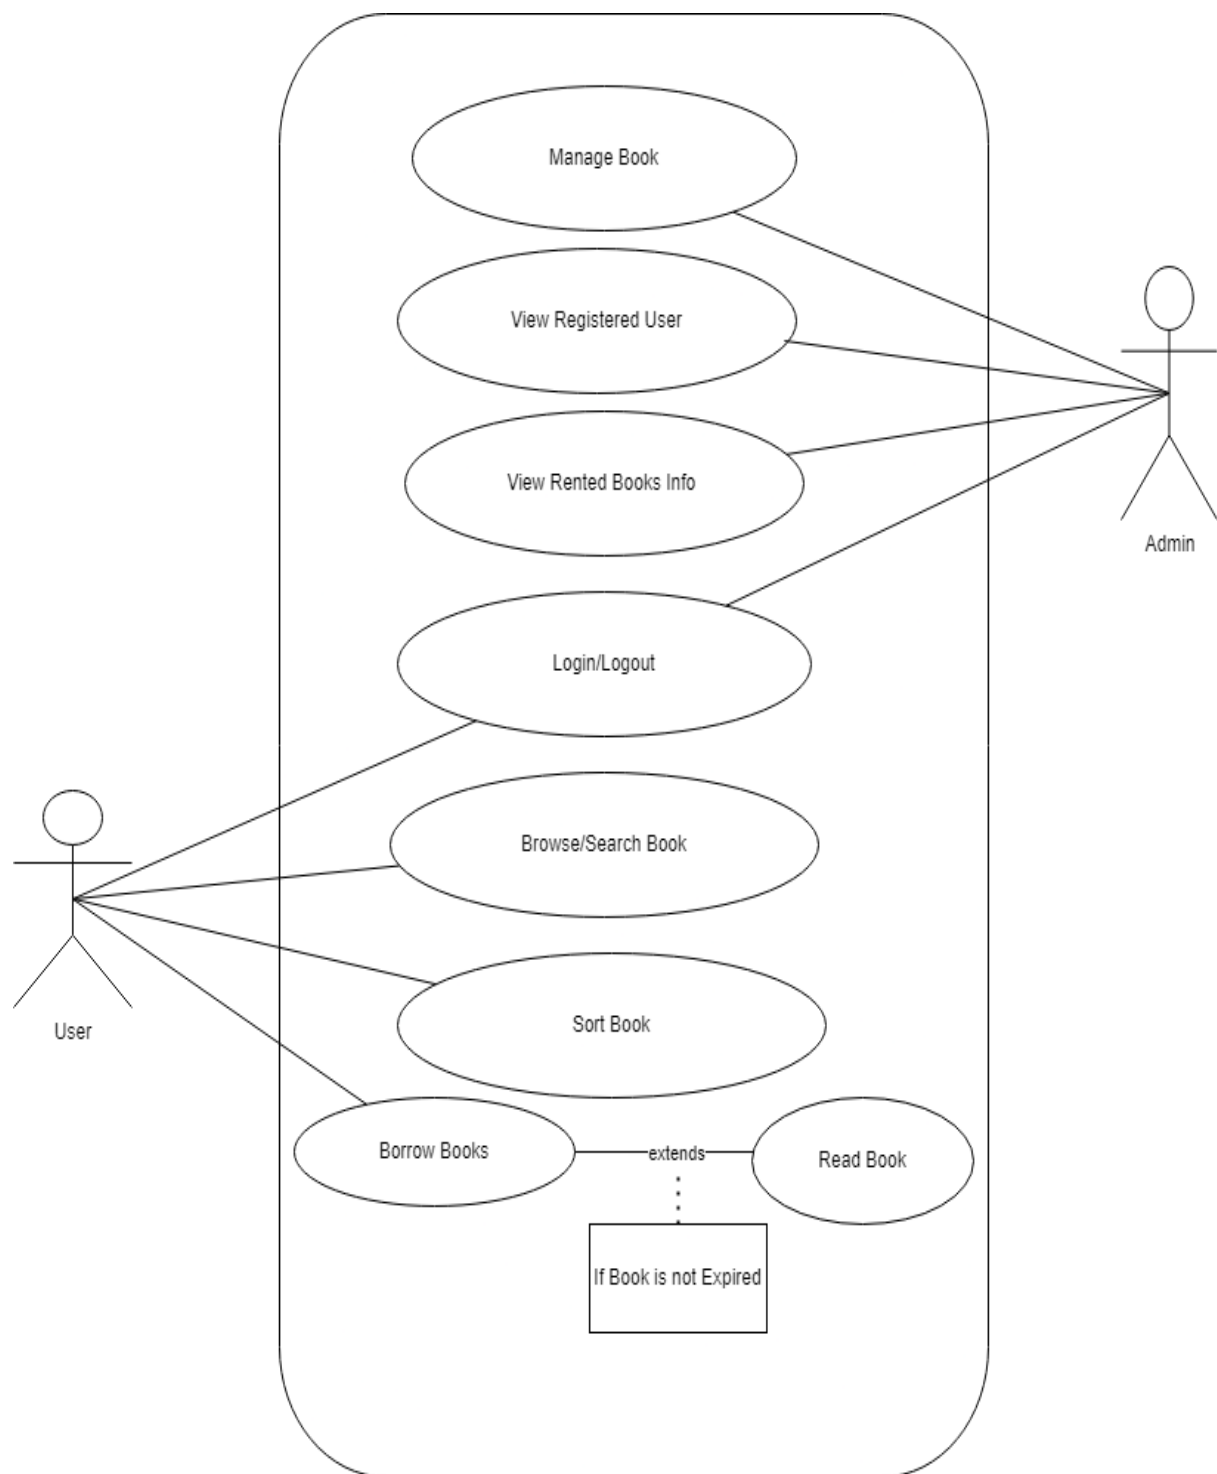 Manage Book
View Registered User
View Rented Books Info
Admin
Login/Logout
Browse/Search Book
Sort Book
User
Borrow Books
extends
Read Book
If Book is not Expired